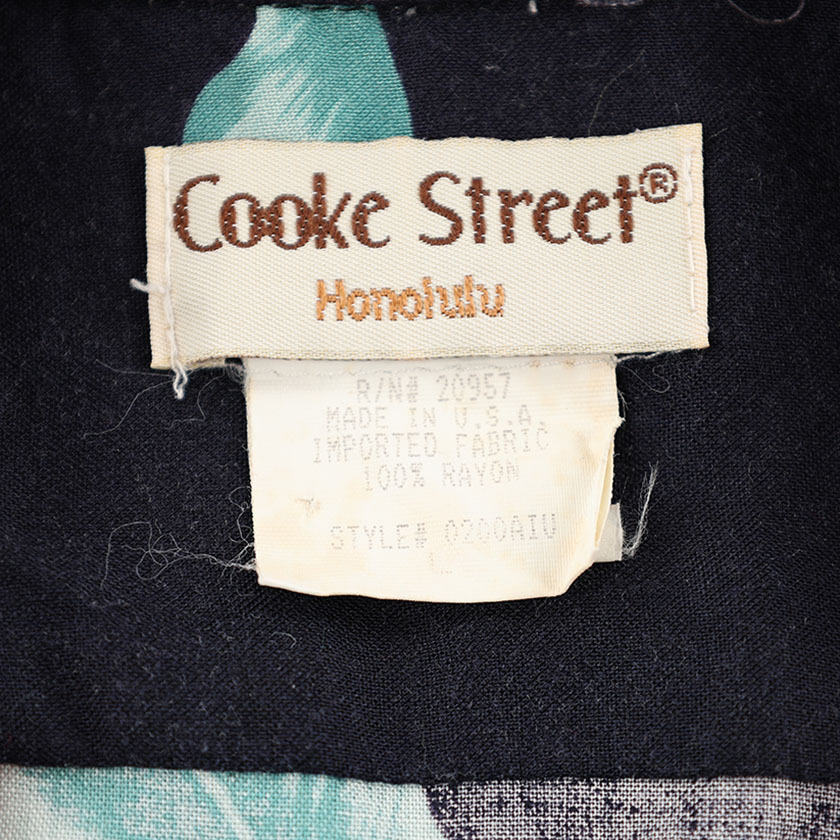 Cooke Street®
Honolulu
R/N# 20957
MADE IN U.S.A.
IMPORTED FABRIC
100% RAYON
STYLE# 0200AIU